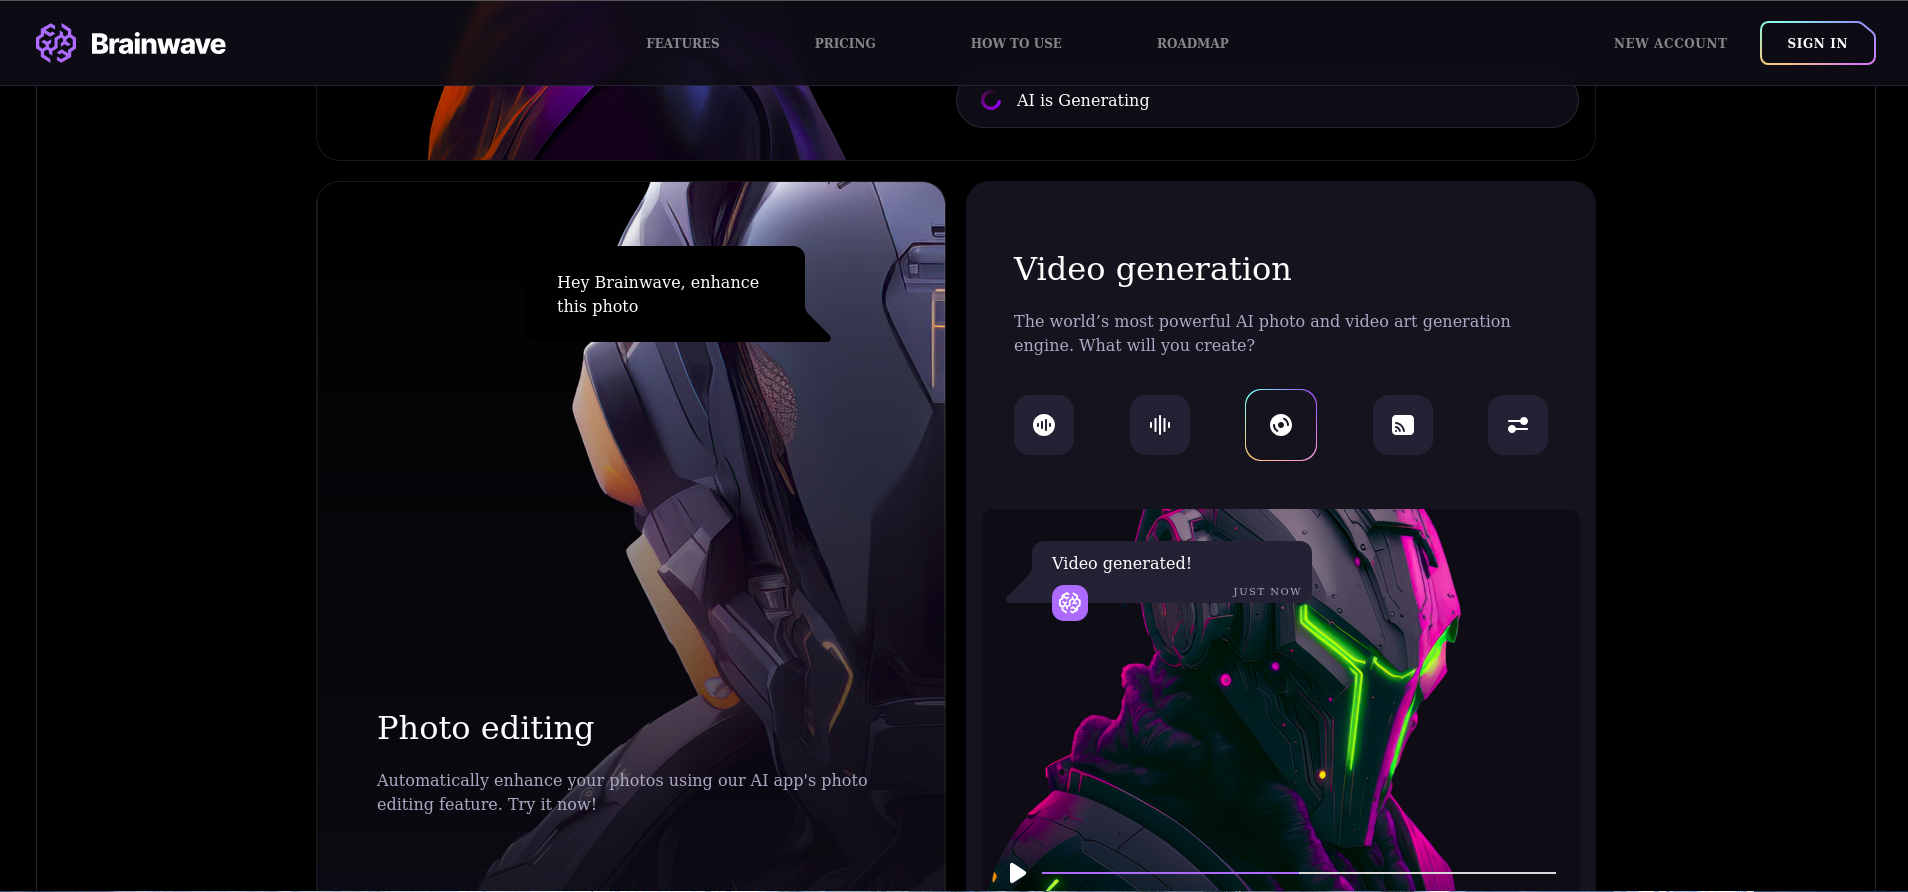 Brainwave
FEATURES
PRICING
HOW TO USE
ROADMAP
NEW ACCOUNT
SIGN IN
AI is Generating
Hey Brainwave, enhance
this photo
Photo editing
Automatically enhance your photos using our AI app's photo
editing feature. Try it now!
Video generation
The world’s most powerful AI photo and video art generation
engine. What will you create?
Video generated!
JUST NOW